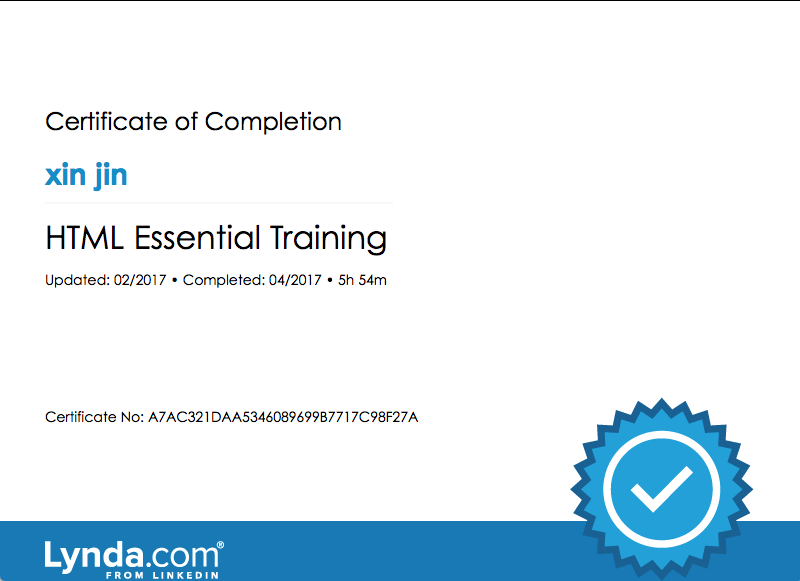 Certificate of Completion
xin jin
HTML Essential Training
Updated: 02/2017 • Completed: 04/2017 • 5h 54m
Certificate No: A7AC321DAA5346089699B7717C98F27A
Lynda.com®
FROM LINKEDIN